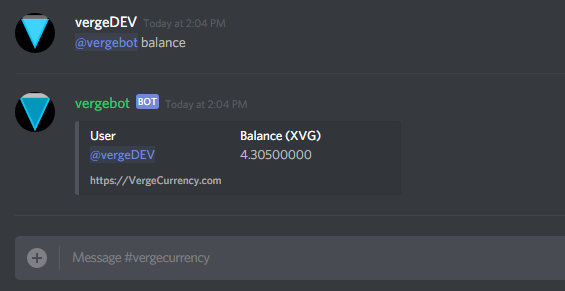 vergeDEV Today at 2:04 PM
@vergebot balance
vergebot BOT Today at 2:04 PM
User Balance (XVG)
@vergeDEV 4.30500000
https://VergeCurrency.com
Message #vergecurrency